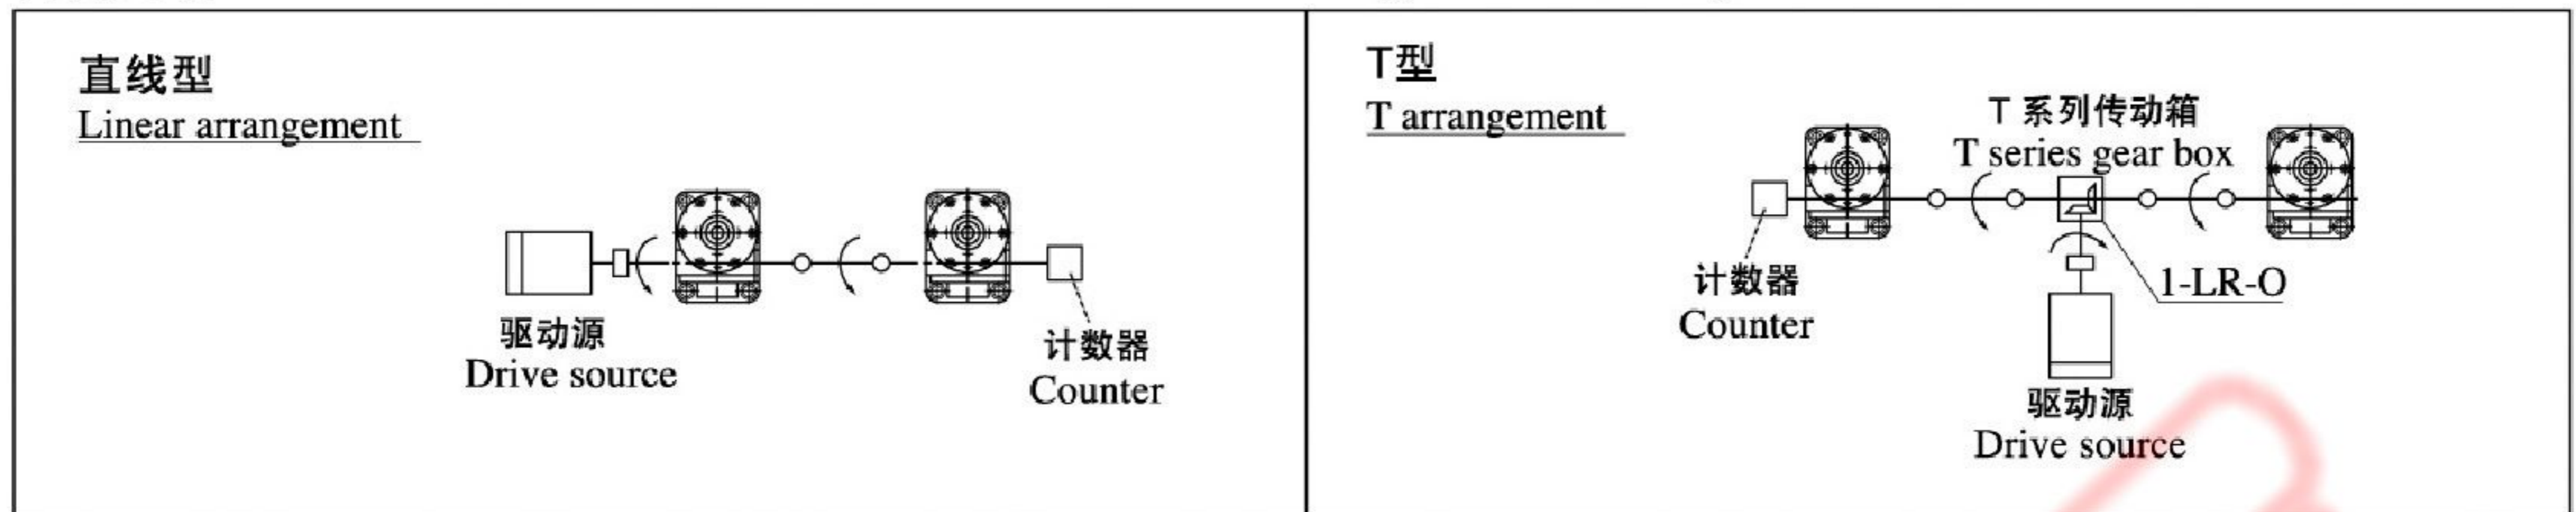 直线型
Linear arrangement
驱动源
Drive source
计数器
Counter
T型
T arrangement
T 系列传动箱
T series gear box
计数器
Counter
1-LR-O
驱动源
Drive source